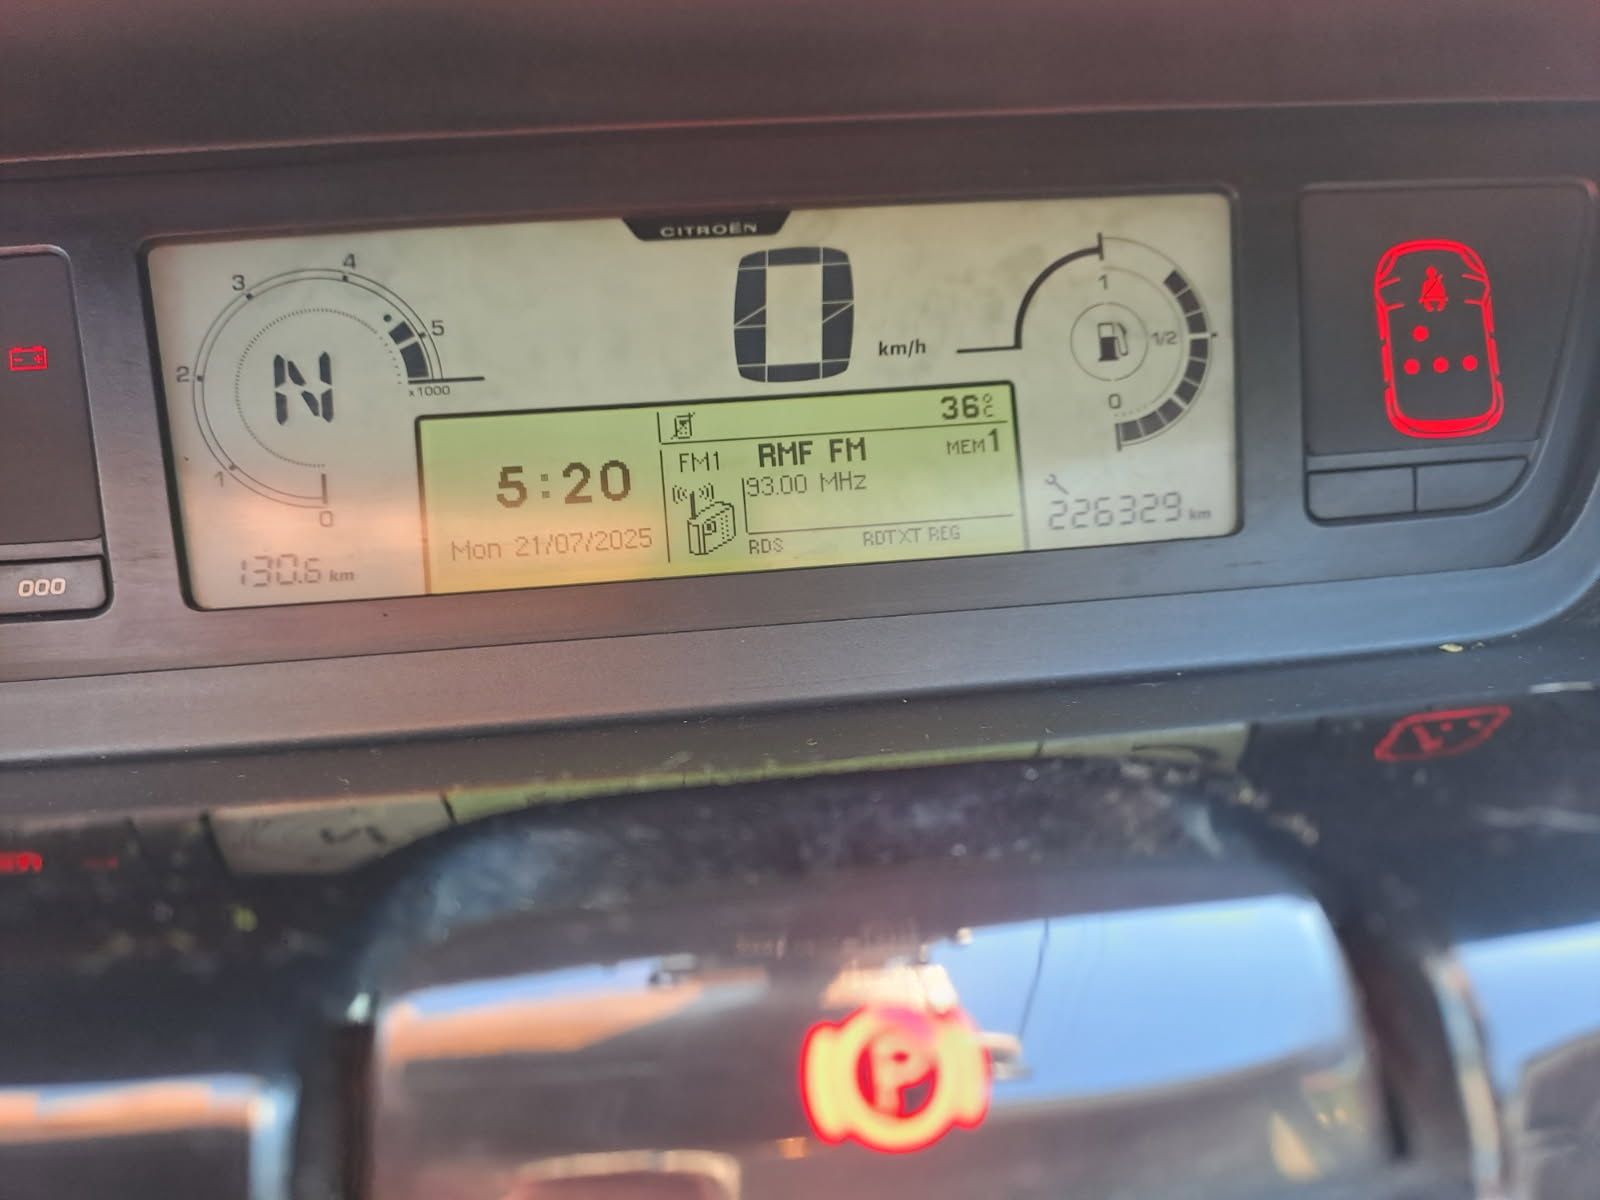 CITROËN
4
3
5
2
x1000
1
0
N
130.6 km
0
km/h
1
1/2
0
36°C
5:20
Mon 21/07/2025
FM1 RMF FM MEM1
93.00 MHz
RDS RDTXT REG
226329 km
000
P